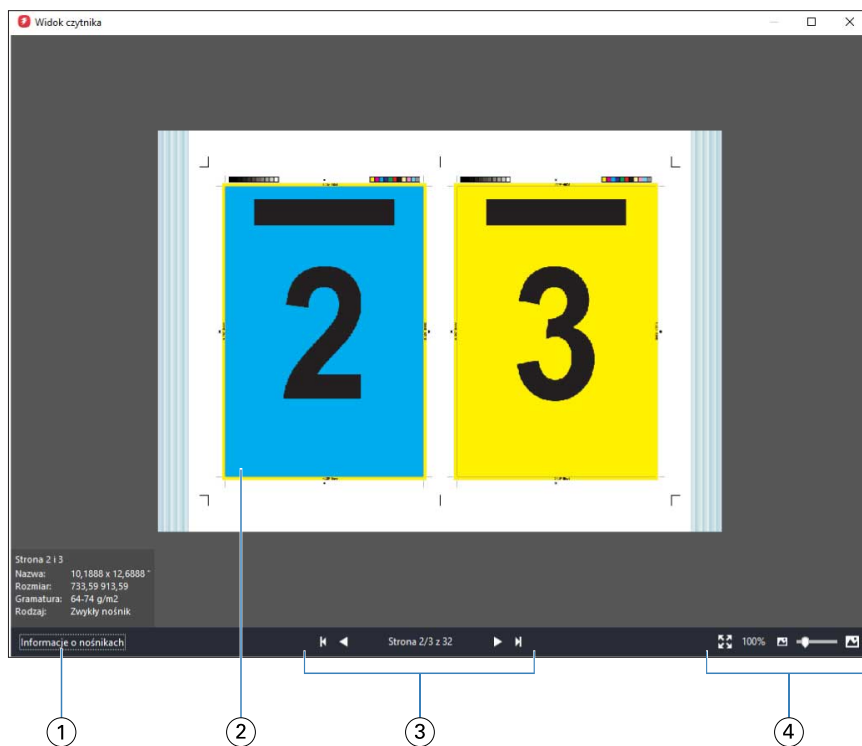 Widok czytnika
2 3
Strona 2 i 3
Nazwa: 10,1888 x 12,6888 "
Rozmiar: 733,59 913,59
Gramatura: 64-74 g/m2
Rodzaj: Zwykły nośnik
Informacje o nośnikach Strona 2/3 z 32 100%
1 2 3 4